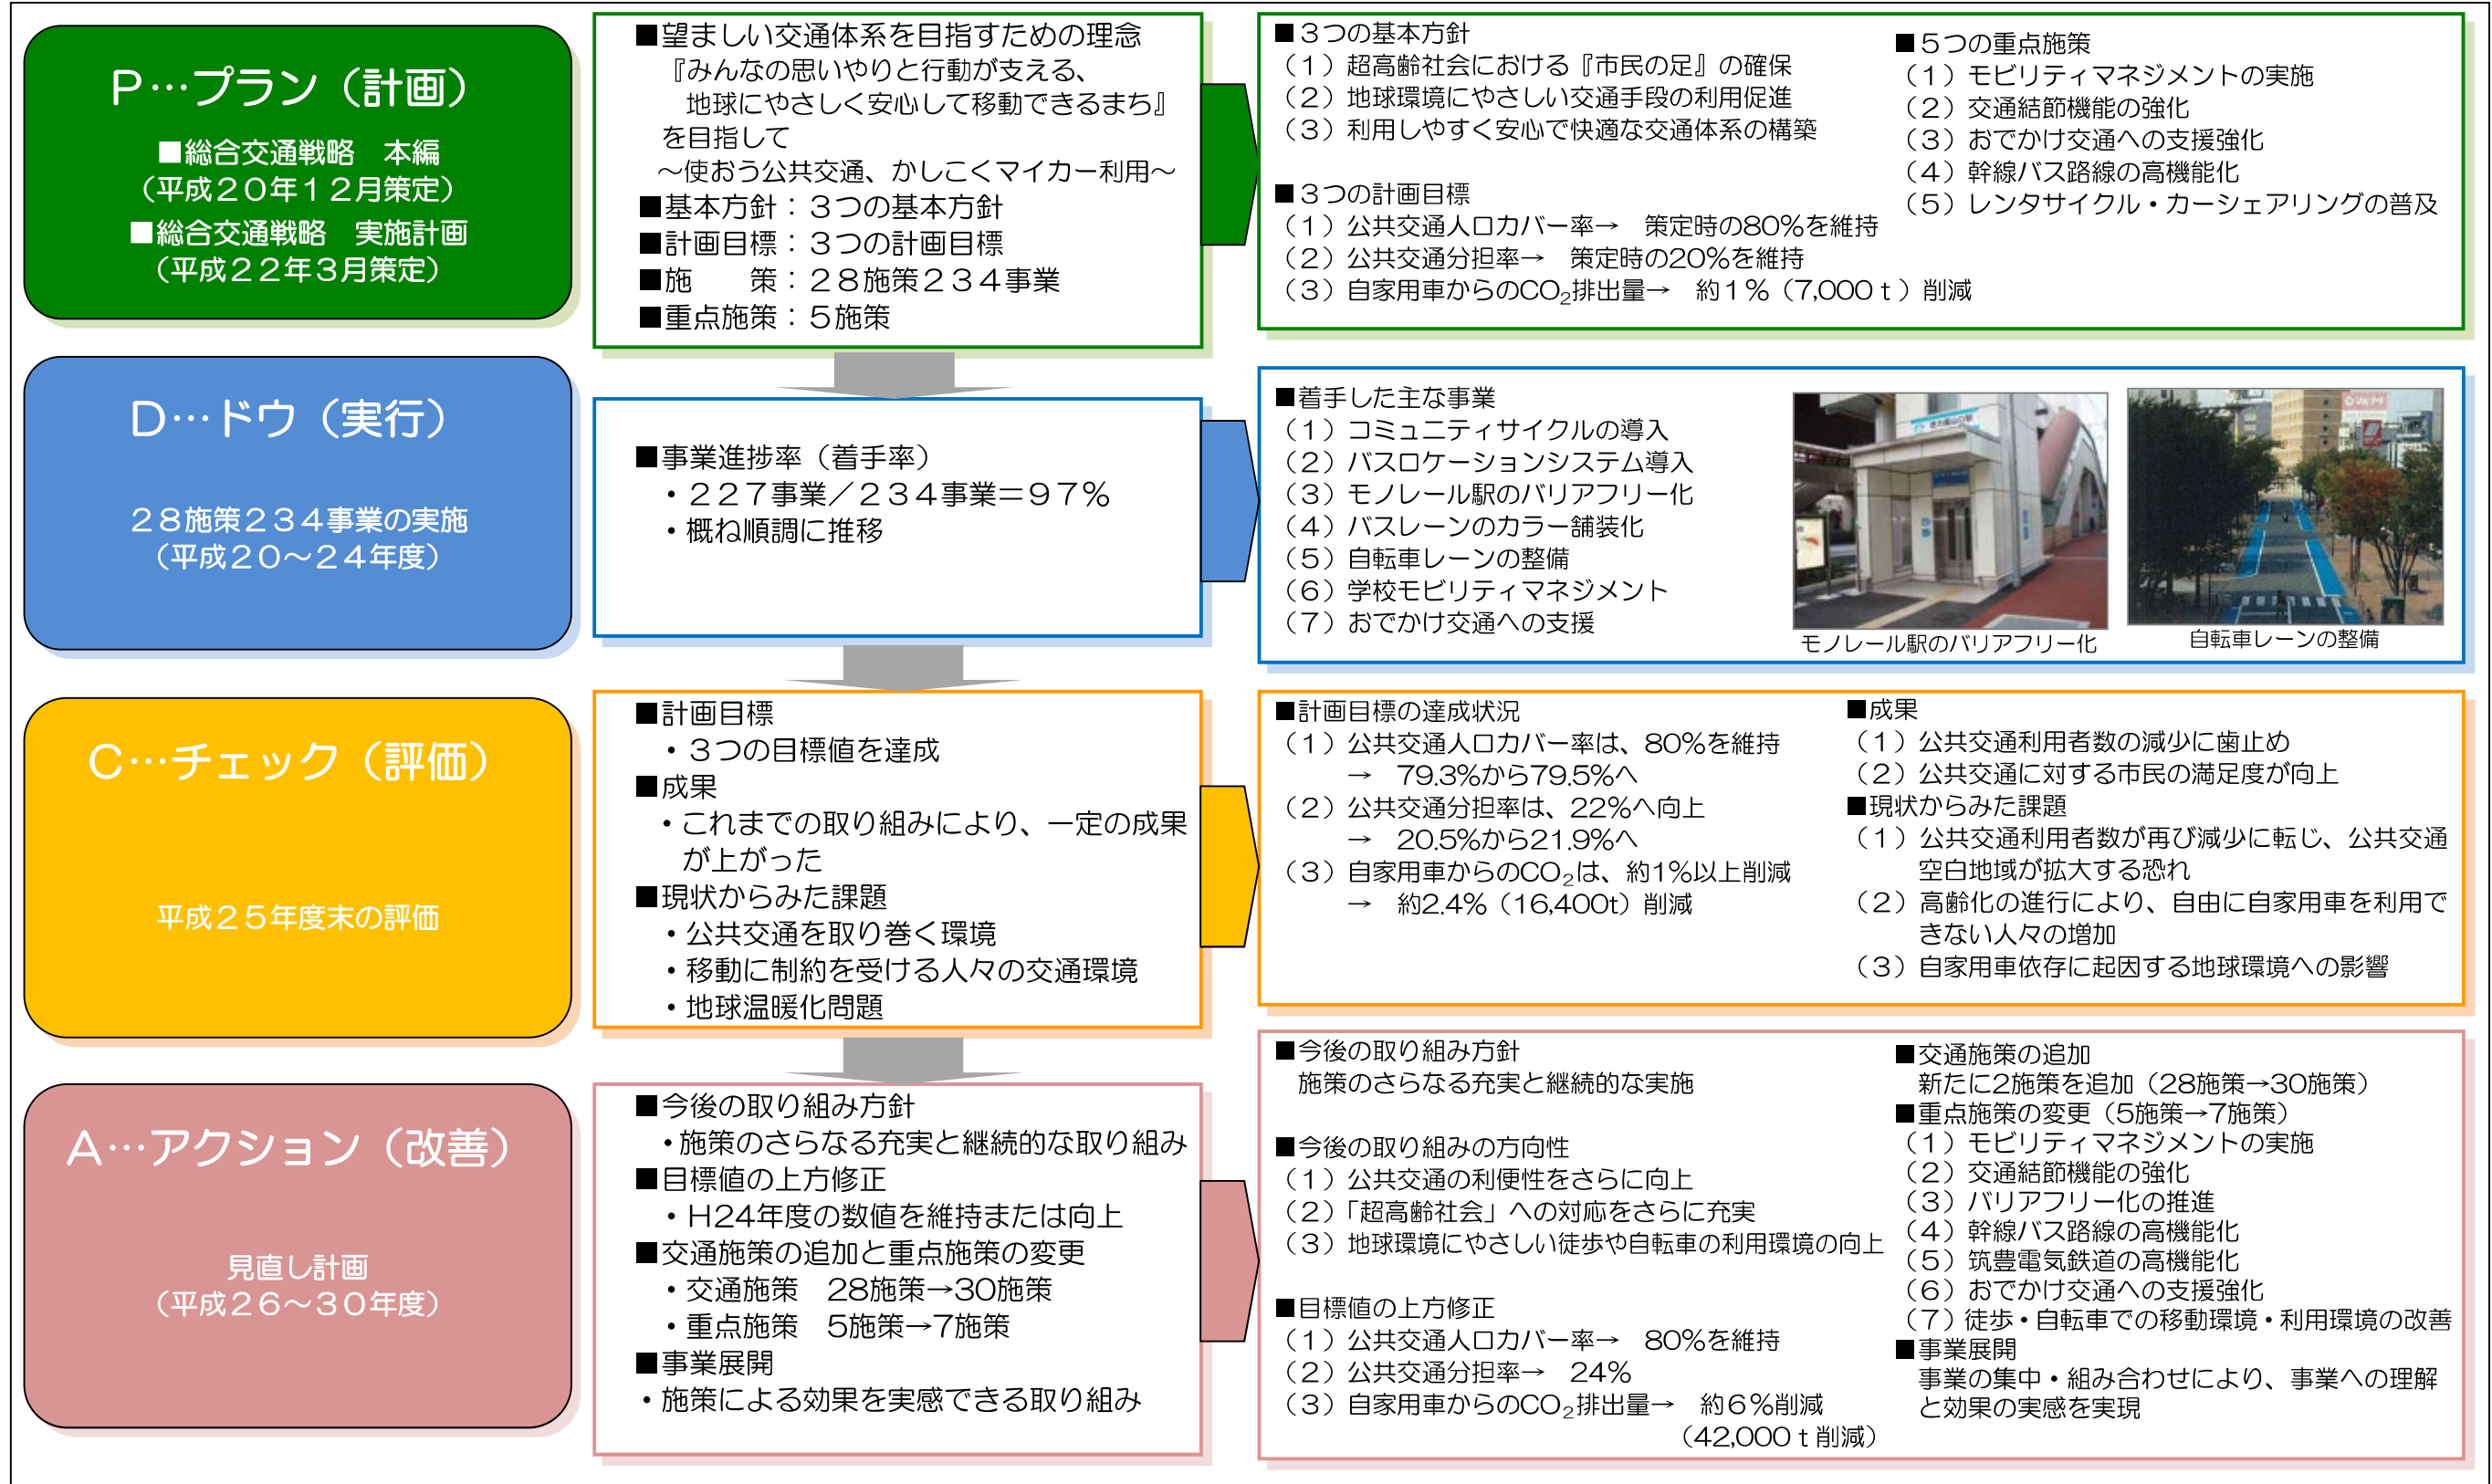 P…プラン（計画）
■総合交通戦略　本編
（平成２０年１２月策定）
■総合交通戦略　実施計画
（平成２２年３月策定）
■望ましい交通体系を目指すための理念
『みんなの思いやりと行動が支える、
地球にやさしく安心して移動できるまち』
を目指して
～使おう公共交通、かしこくマイカー利用～
■基本方針：３つの基本方針
■計画目標：３つの計画目標
■施　　策：２８施策２３４事業
■重点施策：５施策
■３つの基本方針
（１）超高齢社会における『市民の足』の確保
（２）地球環境にやさしい交通手段の利用促進
（３）利用しやすく安心で快適な交通体系の構築
■３つの計画目標
（１）公共交通人口カバー率→　策定時の80%を維持
（２）公共交通分担率→　策定時の20%を維持
（３）自家用車からのCO₂排出量→　約１％（7,000ｔ）削減
■５つの重点施策
（１）モビリティマネジメントの実施
（２）交通結節機能の強化
（３）おでかけ交通への支援強化
（４）幹線バス路線の高機能化
（５）レンタサイクル・カーシェアリングの普及
D…ドウ（実行）
２８施策２３４事業の実施
（平成２０～２４年度）
■事業進捗率（着手率）
・２２７事業／２３４事業＝９７％
・概ね順調に推移
■着手した主な事業
（１）コミュニティサイクルの導入
（２）バスロケーションシステム導入
（３）モノレール駅のバリアフリー化
（４）バスレーンのカラー舗装化
（５）自転車レーンの整備
（６）学校モビリティマネジメント
（７）おでかけ交通への支援
モノレール駅のバリアフリー化
自転車レーンの整備
C…チェック（評価）
平成２５年度末の評価
■計画目標
・３つの目標値を達成
■成果
・これまでの取り組みにより、一定の成果
が上がった
■現状からみた課題
・公共交通を取り巻く環境
・移動に制約を受ける人々の交通環境
・地球温暖化問題
■計画目標の達成状況
（１）公共交通人口カバー率は、80%を維持
→　79.3%から79.5%へ
（２）公共交通分担率は、22%へ向上
→　20.5%から21.9%へ
（３）自家用車からのCO₂は、約1%以上削減
→　約2.4%（16,400t）削減
■成果
（１）公共交通利用者数の減少に歯止め
（２）公共交通に対する市民の満足度が向上
■現状からみた課題
（１）公共交通利用者数が再び減少に転じ、公共交通
空白地域が拡大する恐れ
（２）高齢化の進行により、自由に自家用車を利用で
きない人々の増加
（３）自家用車依存に起因する地球環境への影響
A…アクション（改善）
見直し計画
（平成２６～３０年度）
■今後の取り組み方針
・施策のさらなる充実と継続的な取り組み
■目標値の上方修正
・H24年度の数値を維持または向上
■交通施策の追加と重点施策の変更
・交通施策　28施策→30施策
・重点施策　5施策→7施策
■事業展開
・施策による効果を実感できる取り組み
■今後の取り組み方針
施策のさらなる充実と継続的な実施
■今後の取り組みの方向性
（１）公共交通の利便性をさらに向上
（２）「超高齢社会」への対応をさらに充実
（３）地球環境にやさしい徒歩や自転車の利用環境の向上
■目標値の上方修正
（１）公共交通人口カバー率→　80%を維持
（２）公共交通分担率→　24%
（３）自家用車からのCO₂排出量→　約６％削減
（42,000ｔ削減）
■交通施策の追加
新たに2施策を追加（28施策→30施策）
■重点施策の変更（5施策→7施策）
（１）モビリティマネジメントの実施
（２）交通結節機能の強化
（３）バリアフリー化の推進
（４）幹線バス路線の高機能化
（５）筑豊電気鉄道の高機能化
（６）おでかけ交通への支援強化
（７）徒歩・自転車での移動環境・利用環境の改善
■事業展開
事業の集中・組み合わせにより、事業への理解
と効果の実感を実現